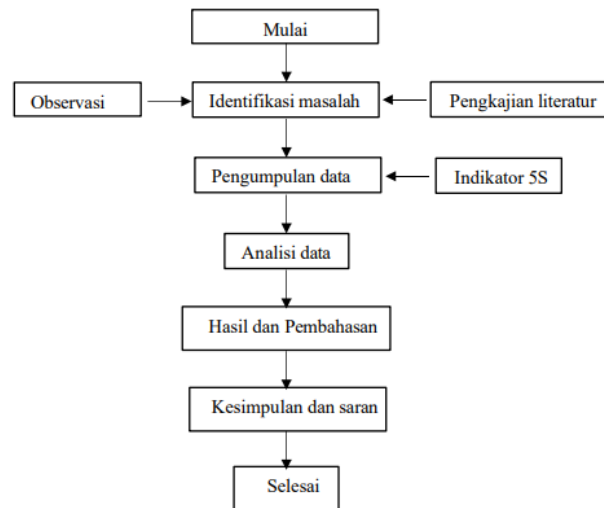 Mulai
Observasi
Identifikasi masalah
Pengkajian literatur
Pengumpulan data
Indikator 5S
Analisi data
Hasil dan Pembahasan
Kesimpulan dan saran
Selesai